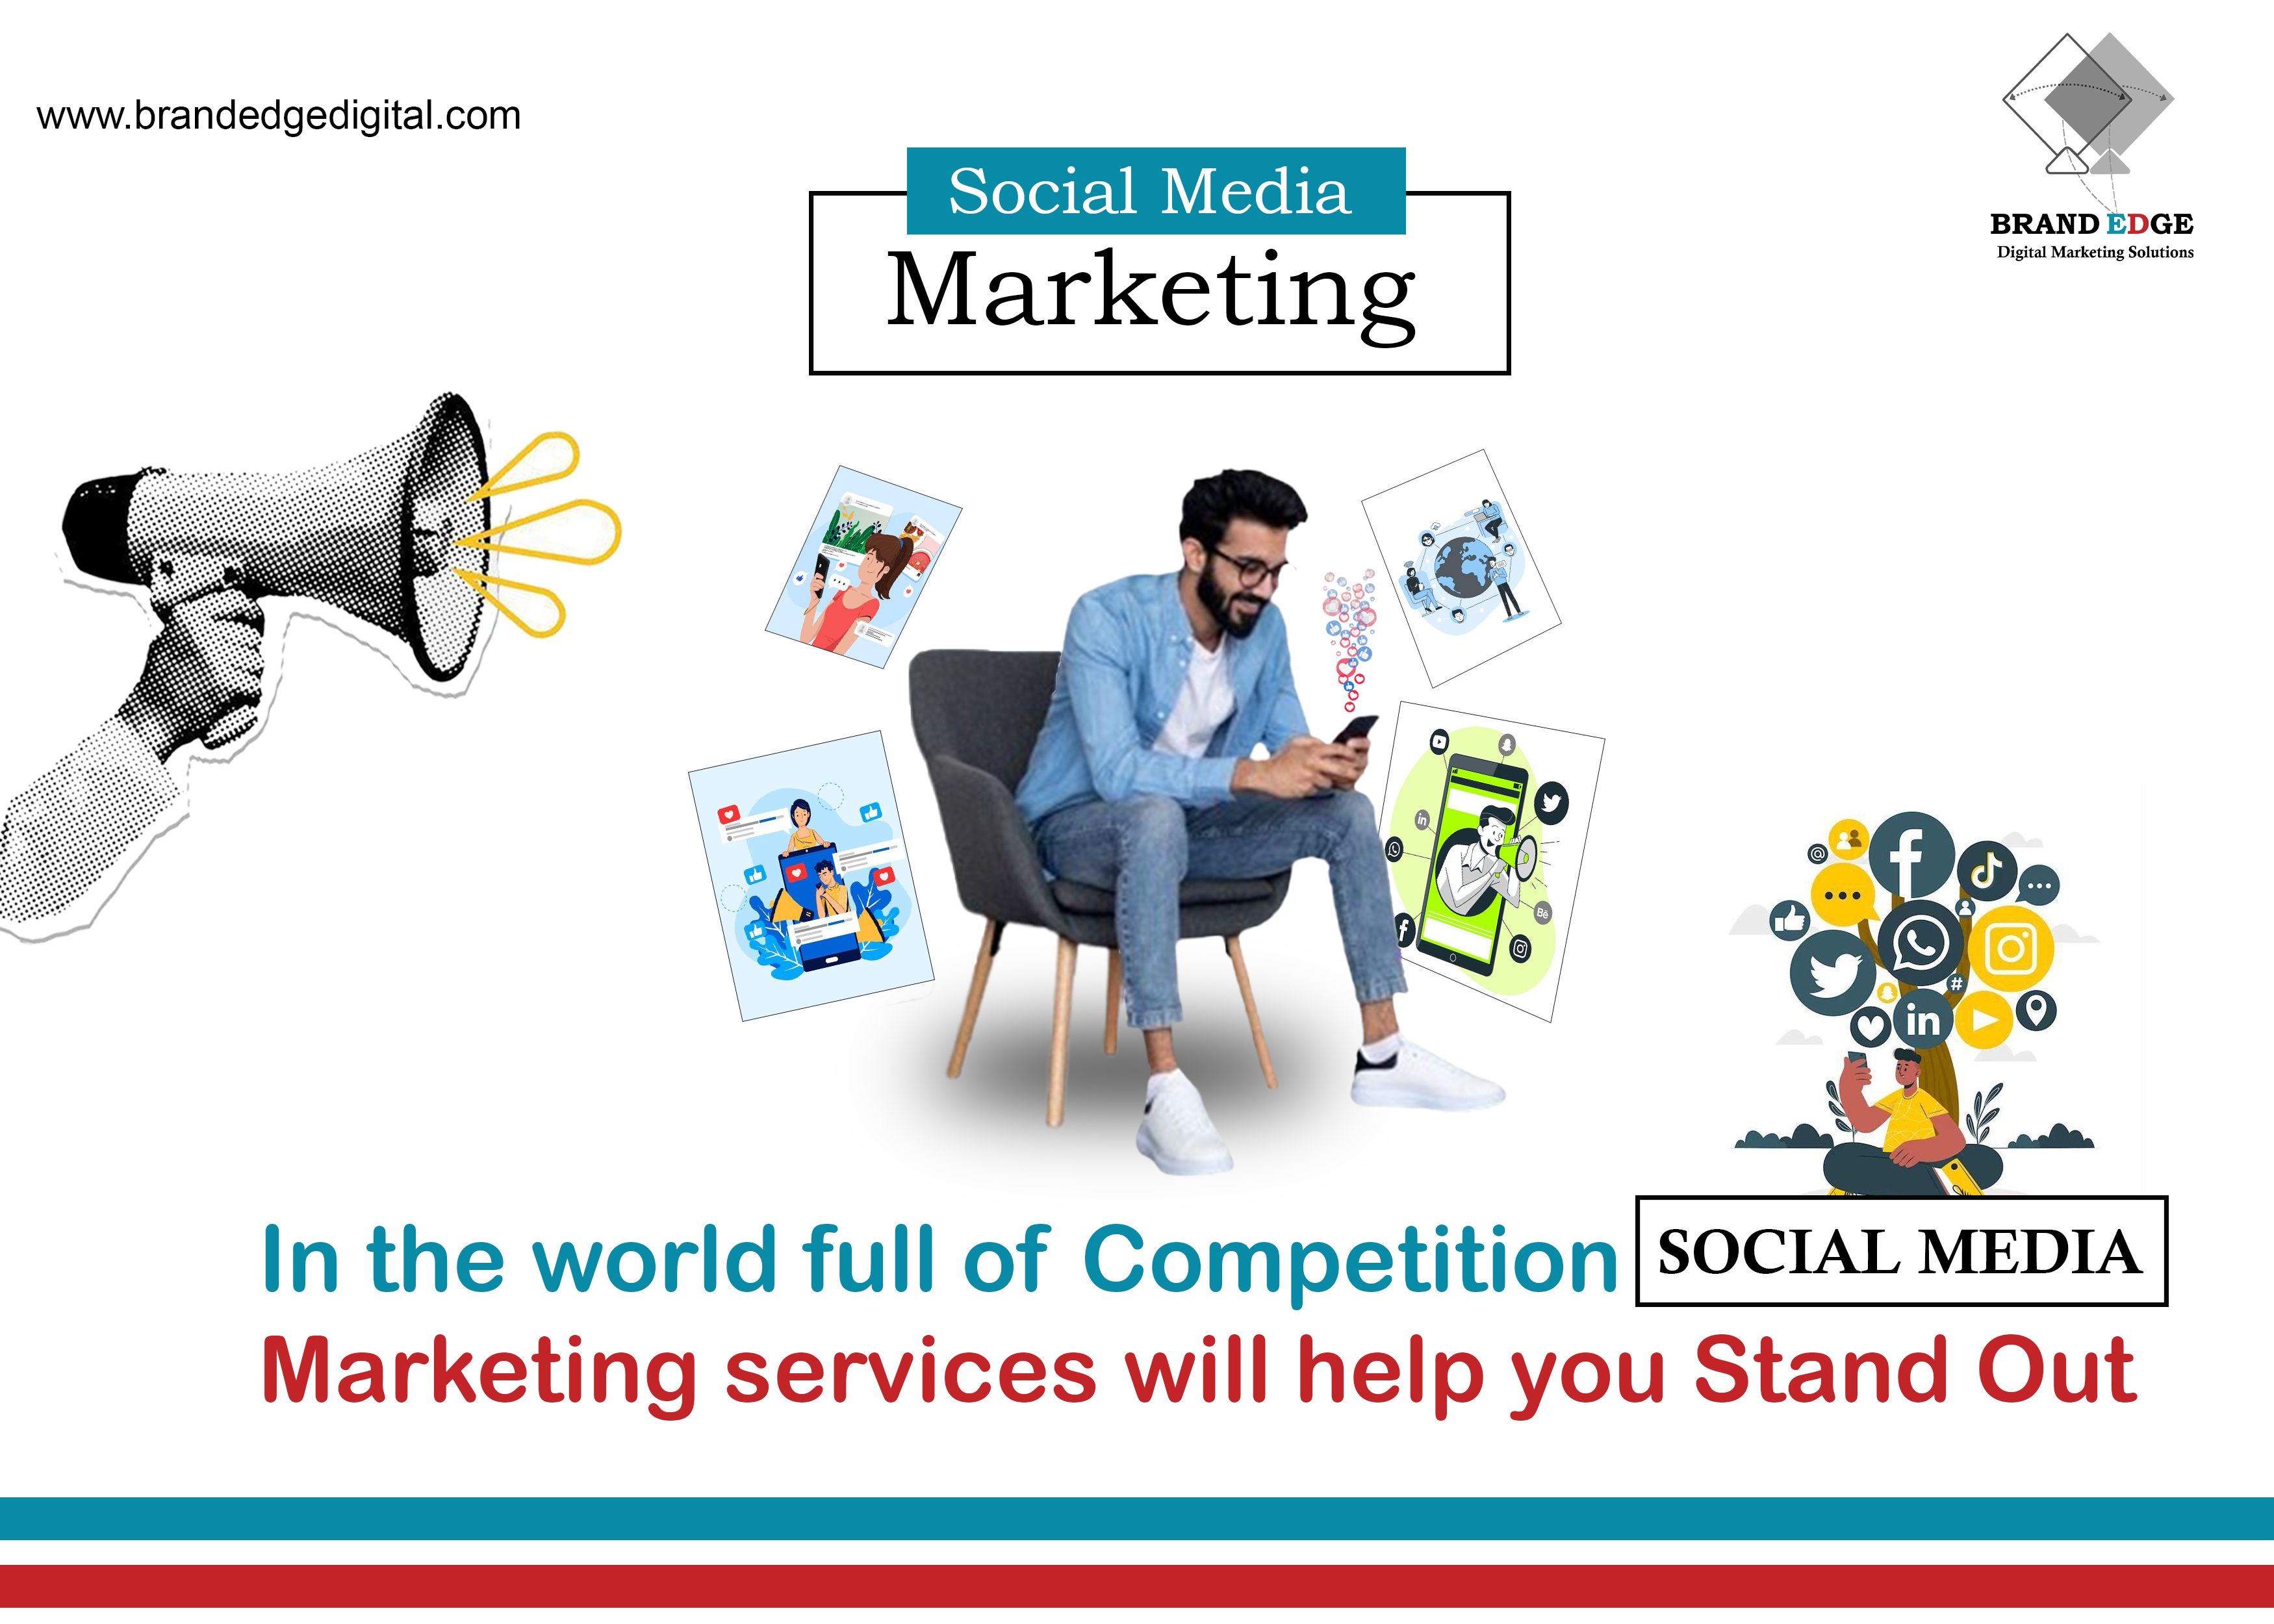 www.brandedgedigital.com
BRAND EDGE
Digital Marketing Solutions
Social Media
Marketing
In the world full of Competition SOCIAL MEDIA
Marketing services will help you Stand Out